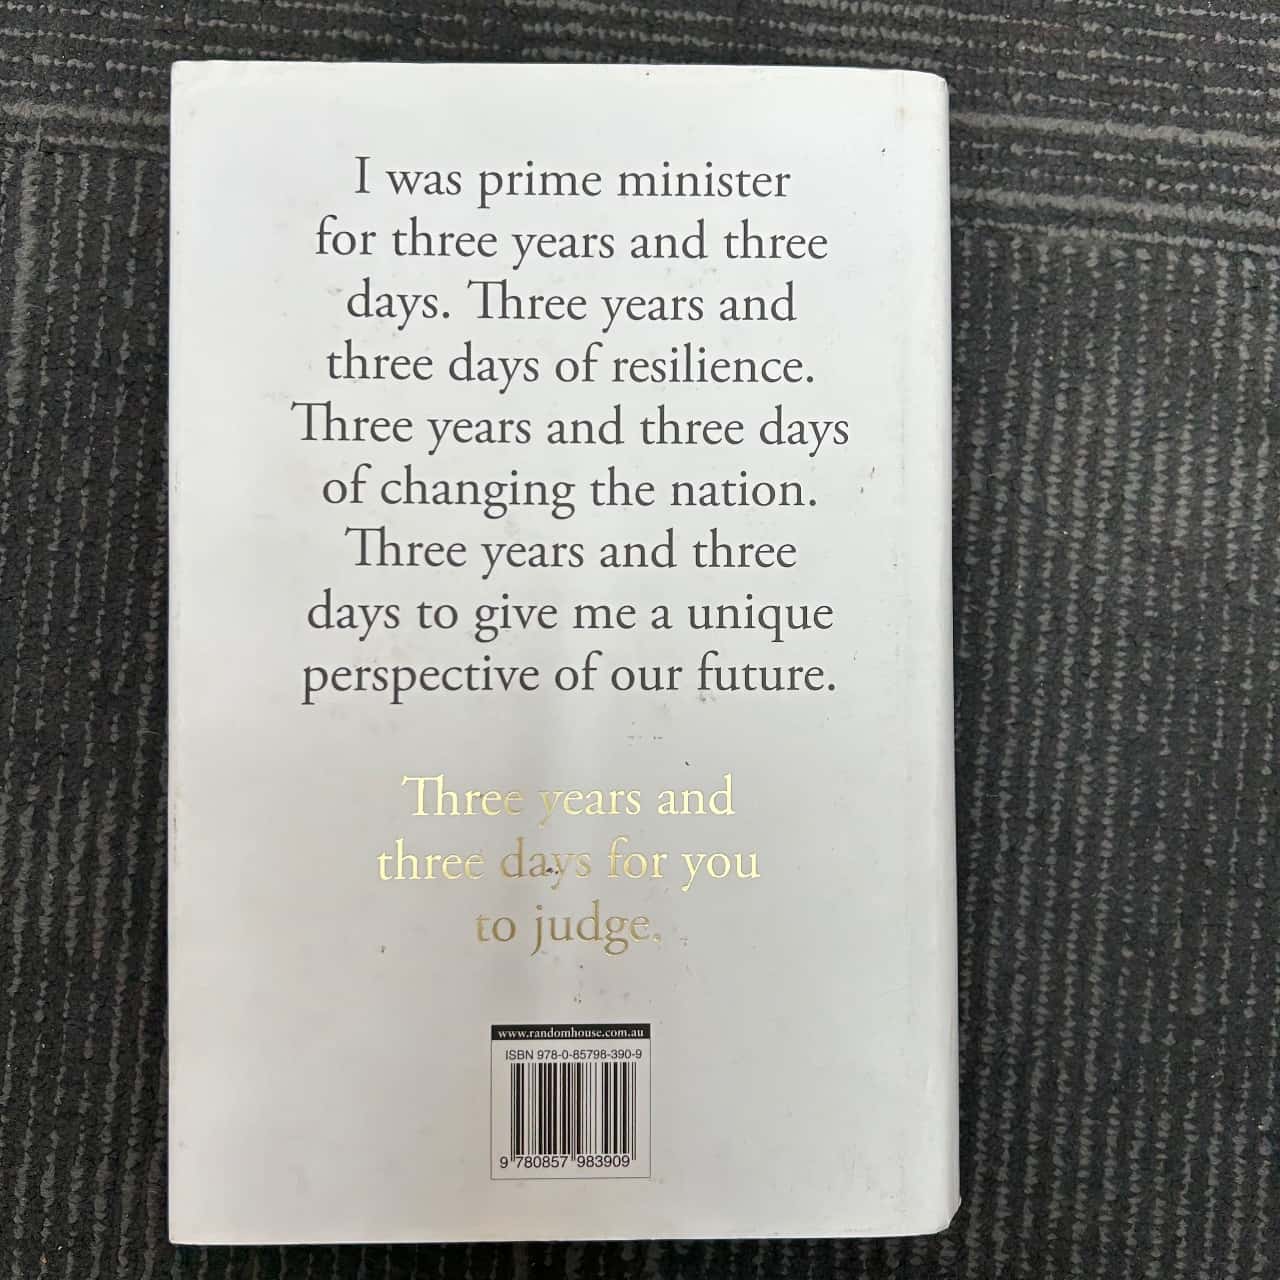 I was prime minister
for three years and three
days. Three years and
three days of resilience.
Three years and three days
of changing the nation.
Three years and three
days to give me a unique
perspective of our future.
Three years and
three days for you
to judge.
www.randomhouse.com.au
ISBN 978-0-85798-390-9
9 780857 983909